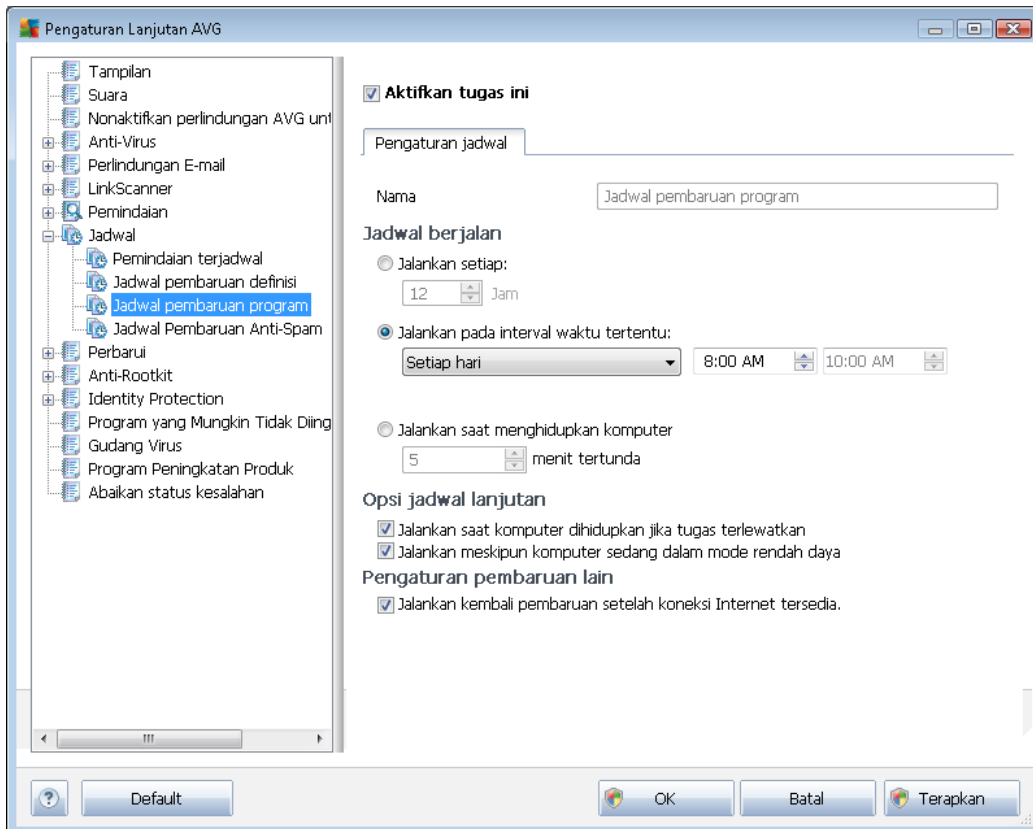 Pengaturan Lanjutan AVG
Tampilan
Suara
Nonaktifkan perlindungan AVG unt
Anti-Virus
Perlindungan E-mail
LinkScanner
Pemindaian
Jadwal
Pemindaian terjadwal
Jadwal pembaruan definisi
Jadwal pembaruan program
Jadwal Pembaruan Anti-Spam
Perbarui
Anti-Rootkit
Identity Protection
Program yang Mungkin Tidak Diing
Gudang Virus
Program Peningkatan Produk
Abaikan status kesalahan
Aktifkan tugas ini
Pengaturan jadwal
Nama Jadwal pembaruan program
Jadwal berjalan
Jalankan setiap:
12 Jam
Jalankan pada interval waktu tertentu:
Setiap hari 8:00 AM 10:00 AM
Jalankan saat menghidupkan komputer
5 menit tertunda
Opsi jadwal lanjutan
Jalankan saat komputer dihidupkan jika tugas terlewatkan
Jalankan meskipun komputer sedang dalam mode rendah daya
Pengaturan pembaruan lain
Jalankan kembali pembaruan setelah koneksi Internet tersedia.
? Default OK Batal Terapkan